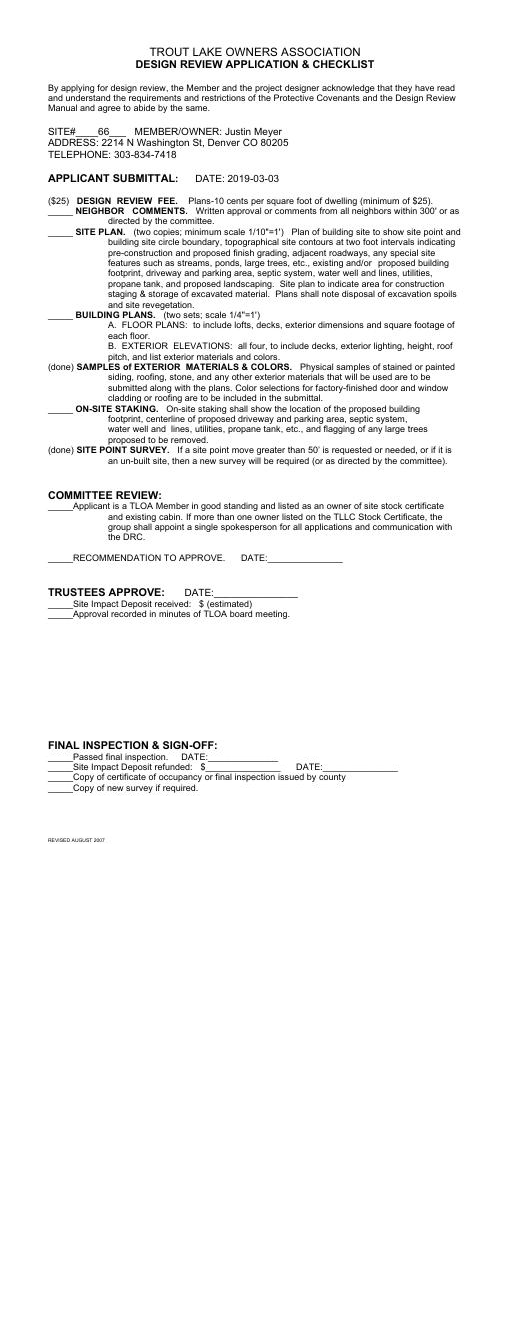 TROUT LAKE OWNERS ASSOCIATION
DESIGN REVIEW APPLICATION & CHECKLIST
By applying for design review, the Member and the project designer acknowledge that they have read
and understand the requirements and restrictions of the Protective Covenants and the Design Review
Manual and agree to abide by the same.
SITE#____66___ MEMBER/OWNER: Justin Meyer
ADDRESS: 2214 N Washington St, Denver CO 80205
TELEPHONE: 303-834-7418
APPLICANT SUBMITTAL: DATE: 2019-03-03
($25) DESIGN REVIEW FEE. Plans-10 cents per square foot of dwelling (minimum of $25).
_____ NEIGHBOR COMMENTS. Written approval or comments from all neighbors within 300' or as
directed by the committee.
_____ SITE PLAN. (two copies; minimum scale 1/10"=1') Plan of building site to show site point and
building site circle boundary, topographical site contours at two foot intervals indicating
pre-construction and proposed finish grading, adjacent roadways, any special site
features such as streams, ponds, large trees, etc., existing and/or proposed building
footprint, driveway and parking area, septic system, water well and lines, utilities,
propane tank, and proposed landscaping. Site plan to indicate area for construction
staging & storage of excavated material. Plans shall note disposal of excavation spoils
and site revegetation.
_____ BUILDING PLANS. (two sets; scale 1/4"=1')
A. FLOOR PLANS: to include lofts, decks, exterior dimensions and square footage of
each floor.
B. EXTERIOR ELEVATIONS: all four, to include decks, exterior lighting, height, roof
pitch, and list exterior materials and colors.
(done) SAMPLES of EXTERIOR MATERIALS & COLORS. Physical samples of stained or painted
siding, roofing, stone, and any other exterior materials that will be used are to be
submitted along with the plans. Color selections for factory-finished door and window
cladding or roofing are to be included in the submittal.
_____ ON-SITE STAKING. On-site staking shall show the location of the proposed building
footprint, centerline of proposed driveway and parking area, septic system,
water well and lines, utilities, propane tank, etc., and flagging of any large trees
proposed to be removed.
(done) SITE POINT SURVEY. If a site point move greater than 50' is requested or needed, or if it is
an un-built site, then a new survey will be required (or as directed by the committee).
COMMITTEE REVIEW:
_____Applicant is a TLOA Member in good standing and listed as an owner of site stock certificate
and existing cabin. If more than one owner listed on the TLLC Stock Certificate, the
group shall appoint a single spokesperson for all applications and communication with
the DRC.
_____RECOMMENDATION TO APPROVE. DATE:_______________
TRUSTEES APPROVE: DATE:_______________
_____Site Impact Deposit received: $ (estimated)
_____Approval recorded in minutes of TLOA board meeting.
FINAL INSPECTION & SIGN-OFF:
_____Passed final inspection. DATE:______________
_____Site Impact Deposit refunded: $_______________ DATE:_______________
_____Copy of certificate of occupancy or final inspection issued by county
_____Copy of new survey if required.
REVISED AUGUST 2007